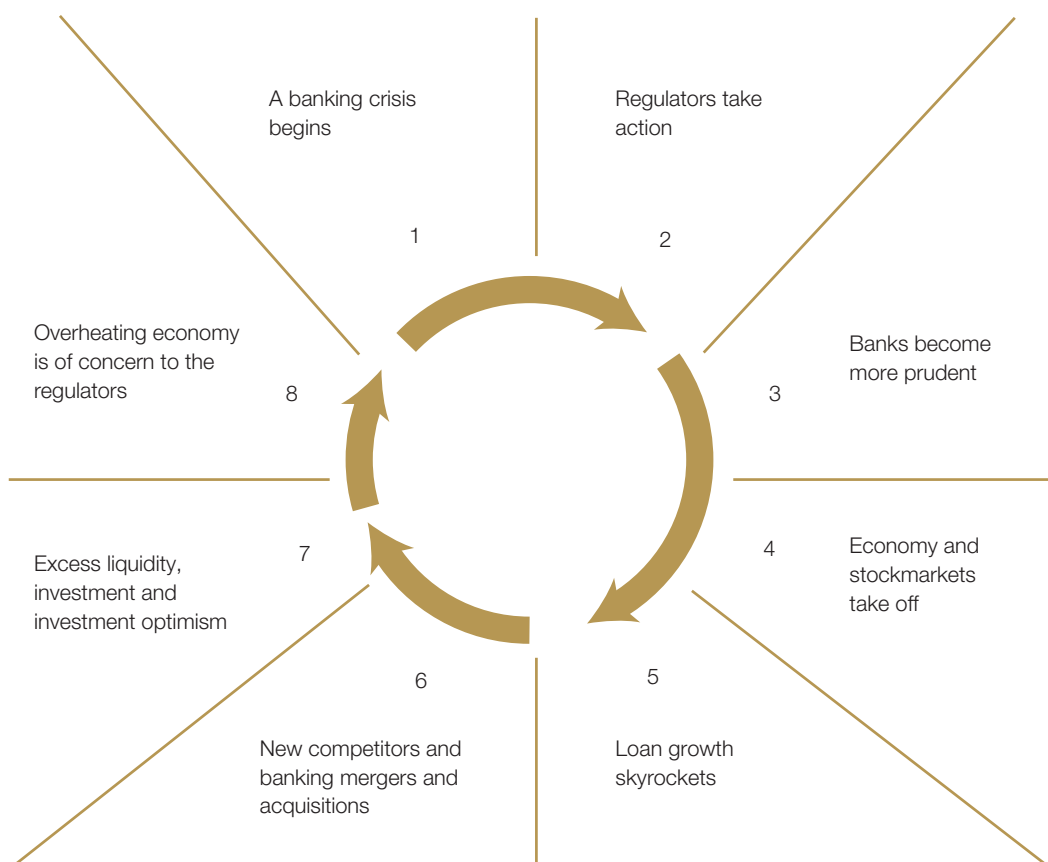 A banking crisis
begins
1
Regulators take
action
2
Banks become
more prudent
3
Economy and
stockmarkets
take off
4
Loan growth
skyrockets
5
New competitors and
banking mergers and
acquisitions
6
Excess liquidity,
investment and
investment optimism
7
Overheating economy
is of concern to the
regulators
8